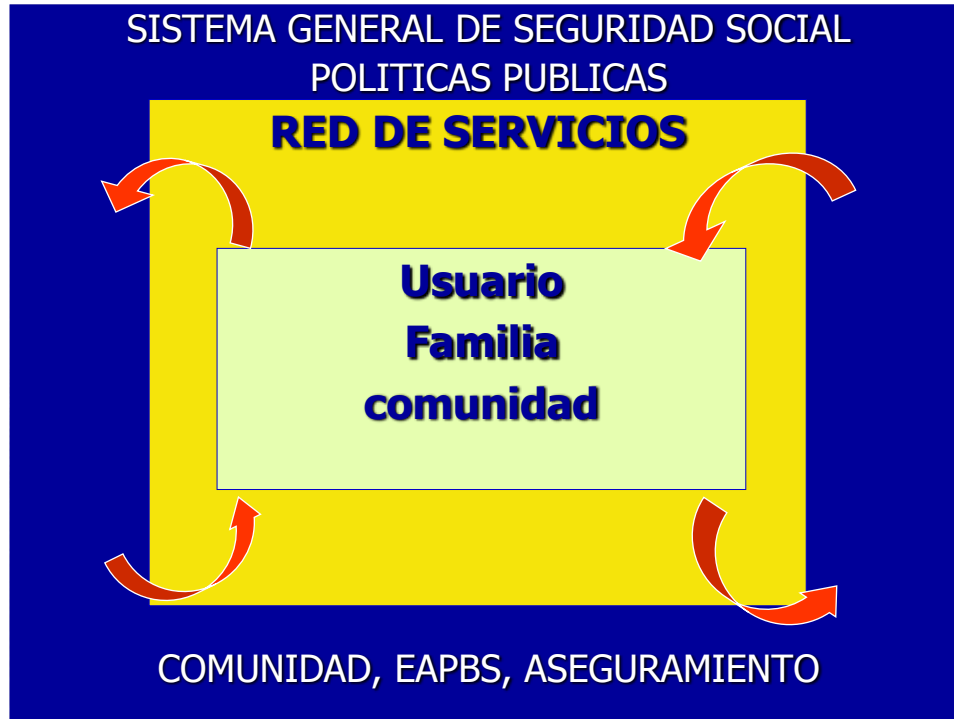 SISTEMA GENERAL DE SEGURIDAD SOCIAL
POLITICAS PUBLICAS
RED DE SERVICIOS
Usuario
Familia
comunidad
COMUNIDAD, EAPBS, ASEGURAMIENTO